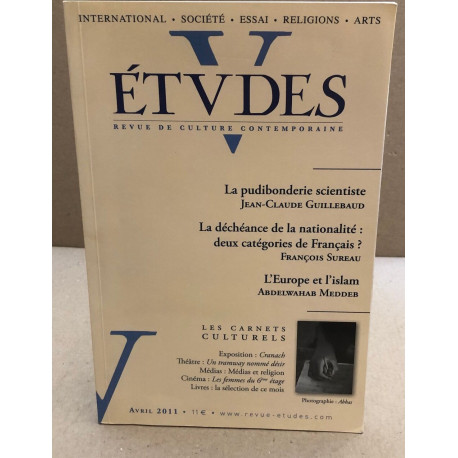 INTERNATIONAL • SOCIÉTÉ • ESSAI • RELIGIONS • ARTS
ÉTVDES
REVUE DE CULTURE CONTEMPORAINE
La pudibonderie scientiste
JEAN-CLAUDE GUILLEBAUD
La déchéance de la nationalité :
deux catégories de Français ?
FRANÇOIS SUREAU
L'Europe et l'islam
ABDELWAHAB MEDDEB
LES CARNETS
CULTURELS
Exposition : Cranach
Théâtre : Un tramway nommé désir
Médias : Médias et religion
Cinéma : Les femmes du 6ème étage
Livres : la sélection de ce mois
Photographie - Abbas
AVRIL 2011 • 11€ • www.revue-etudes.com